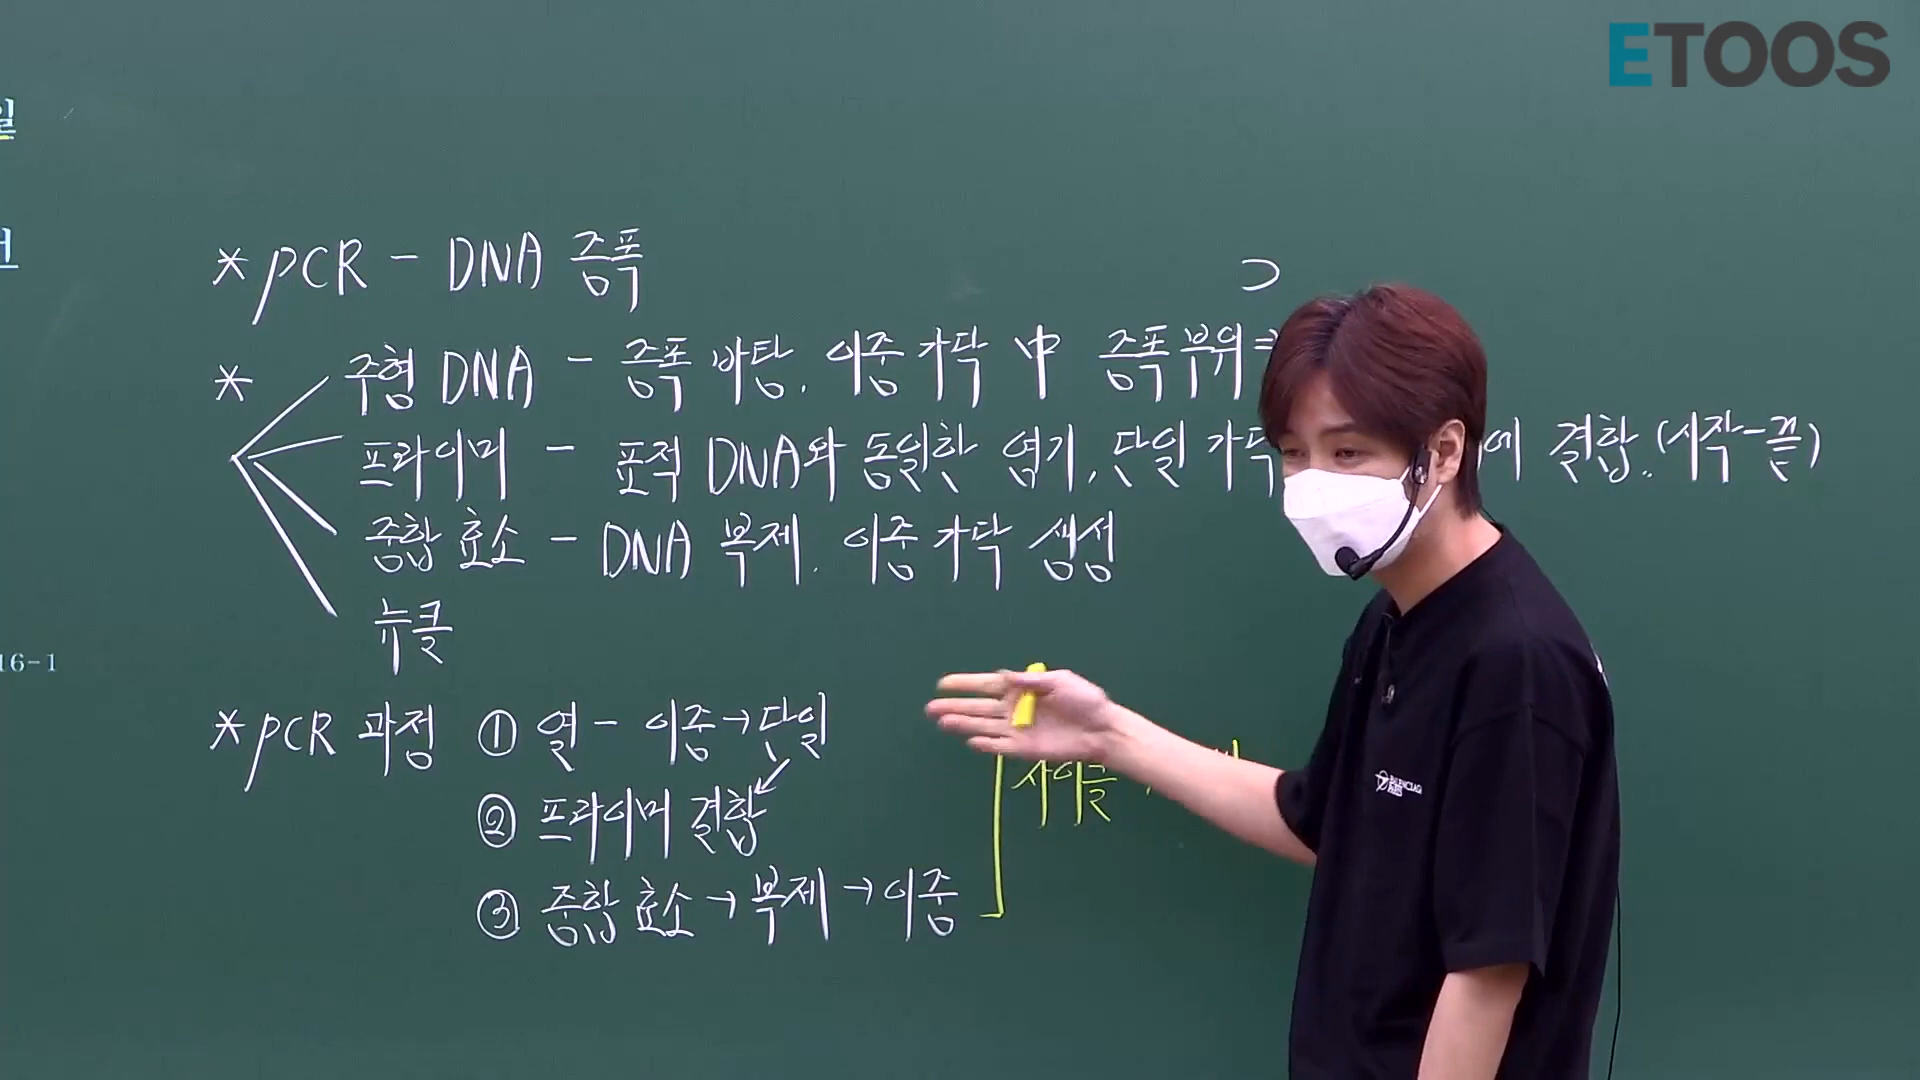 ETOOS
일
* PCR - DNA 증폭
* 주형 DNA - 증폭 바탕. 이중 가닥 中 증폭 부위 ⇒
프라이머 - 표적 DNA와 동일한 염기. 단일 가닥 에 결합. (시작-끝)
중합 효소 - DNA 복제. 이중 가닥 생성
뉴클
16-1
* PCR 과정 ① 열 - 이중 → 단일
② 프라이머 결합
③ 중합 효소 → 복제 → 이중
사이클
BALENCIAGA